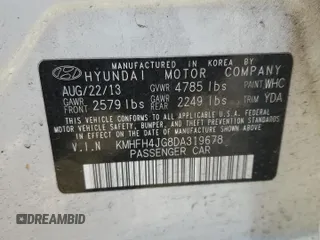 MANUFACTURED IN KOREA BY
HYUNDAI MOTOR COMPANY
AUG/22/13 GVWR 4785 lbs PAINT WHC
GAWR FRONT 2579 lbs GAWR REAR 2249 lbs TRIM YDA
THIS VEHICLE CONFORMS TO ALL APPLICABLE U.S.
FEDERAL MOTOR VEHICLE SAFETY, BUMPER, AND THEFT
PREVENTION STANDARDS IN EFFECT ON THE DATE OF
MANUFACTURE SHOWN ABOVE.
V.I.N KMHFH4JG8DA319678
PASSENGER CAR
©DREAMBID